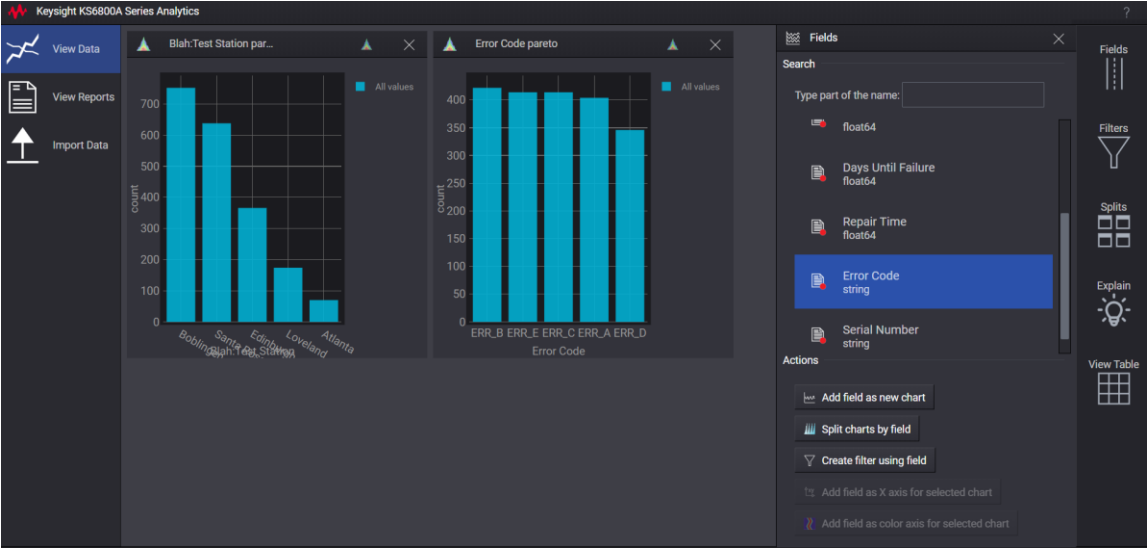 Keysight KS6800A Series Analytics
?
View Data
View Reports
Import Data
Blah:Test Station par...
All values
count
700
600
500
400
300
200
100
0
Boblingen
Edinburgh
Loveland
Atlanta
Blah:Test Station
Error Code pareto
All values
count
400
350
300
250
200
150
100
50
0
ERR_B ERR_E ERR_C ERR_A ERR_D
Error Code
Fields
Search
Type part of the name:
float64
Days Until Failure
float64
Repair Time
float64
Error Code
string
Serial Number
string
Actions
Add field as new chart
Split charts by field
Create filter using field
Add field as X axis for selected chart
Add field as color axis for selected chart
Fields
Filters
Splits
Explain
View Table